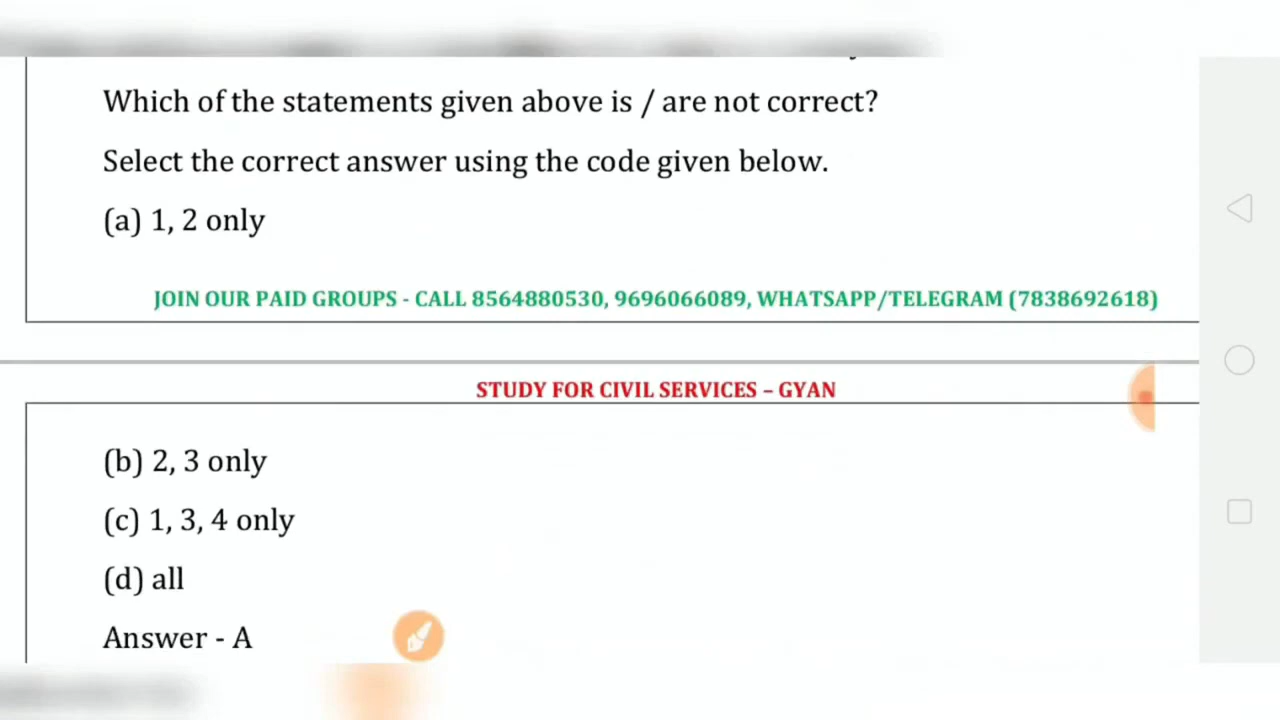 Which of the statements given above is / are not correct?
Select the correct answer using the code given below.
(a) 1, 2 only
JOIN OUR PAID GROUPS - CALL 8564880530, 9696066089, WHATSAPP/TELEGRAM (7838692618)
STUDY FOR CIVIL SERVICES – GYAN
(b) 2, 3 only
(c) 1, 3, 4 only
(d) all
Answer - A